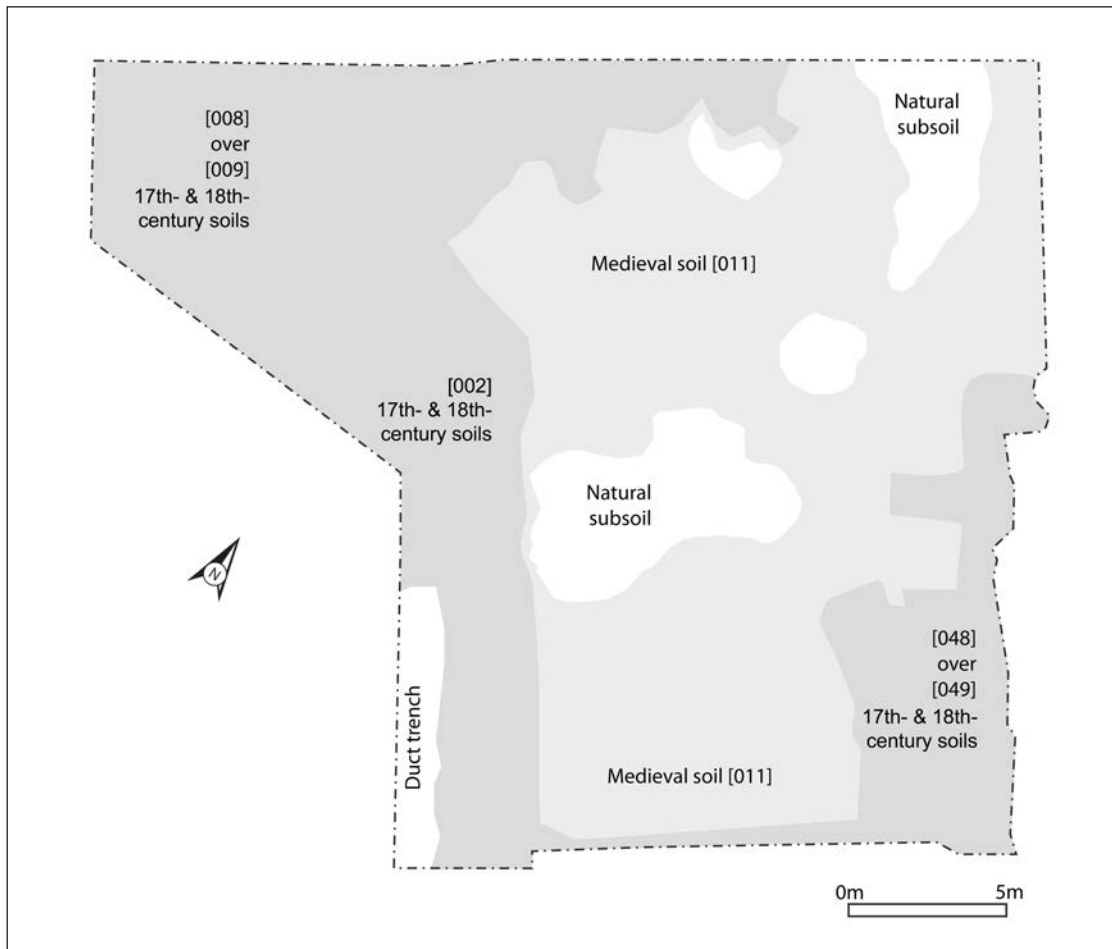 [008]
over
[009]
17th- & 18th-
century soils
Natural
subsoil
Medieval soil [011]
[002]
17th- & 18th-
century soils
Natural
subsoil
N
[048]
over
[049]
17th- & 18th-
century soils
Duct trench
Medieval soil [011]
0m 5m